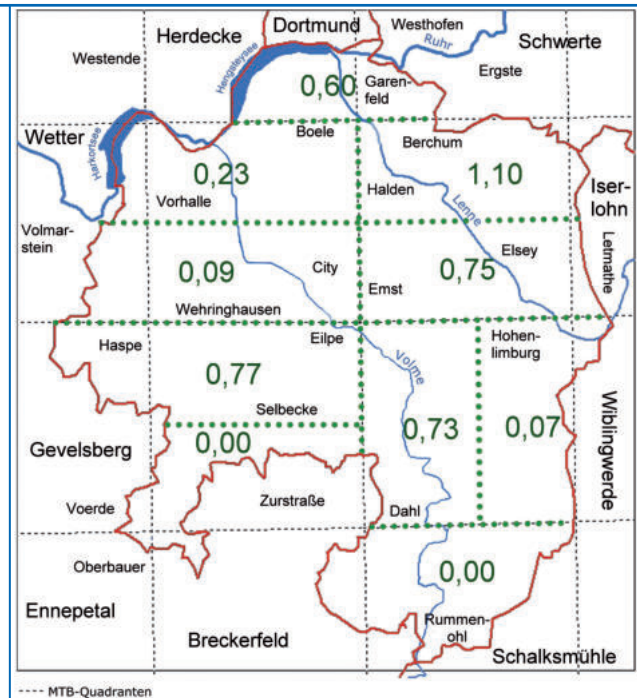 Dortmund
Westhofen
Herdecke
Ruhr
Schwerte
Westende
Hengsteysee
Ergste
Garen-
feld
0,60
Wetter
Boele
Berchum
Harkortsee
0,23
1,10
Iser-
lohn
Vorhalle
Halden
Lenne
Volmar-
stein
Elsey
Letmathe
0,09
City
0,75
Emst
Wehringhausen
Haspe
Eilpe
Hohen-
limburg
Volme
0,77
Selbecke
0,73
0,07
Wiblingwerde
Gevelsberg
0,00
Voerde
Zurstraße
Dahl
Oberbauer
0,00
Ennepetal
Rummen-
ohl
Breckerfeld
Schalksmühle
---- MTB-Quadranten